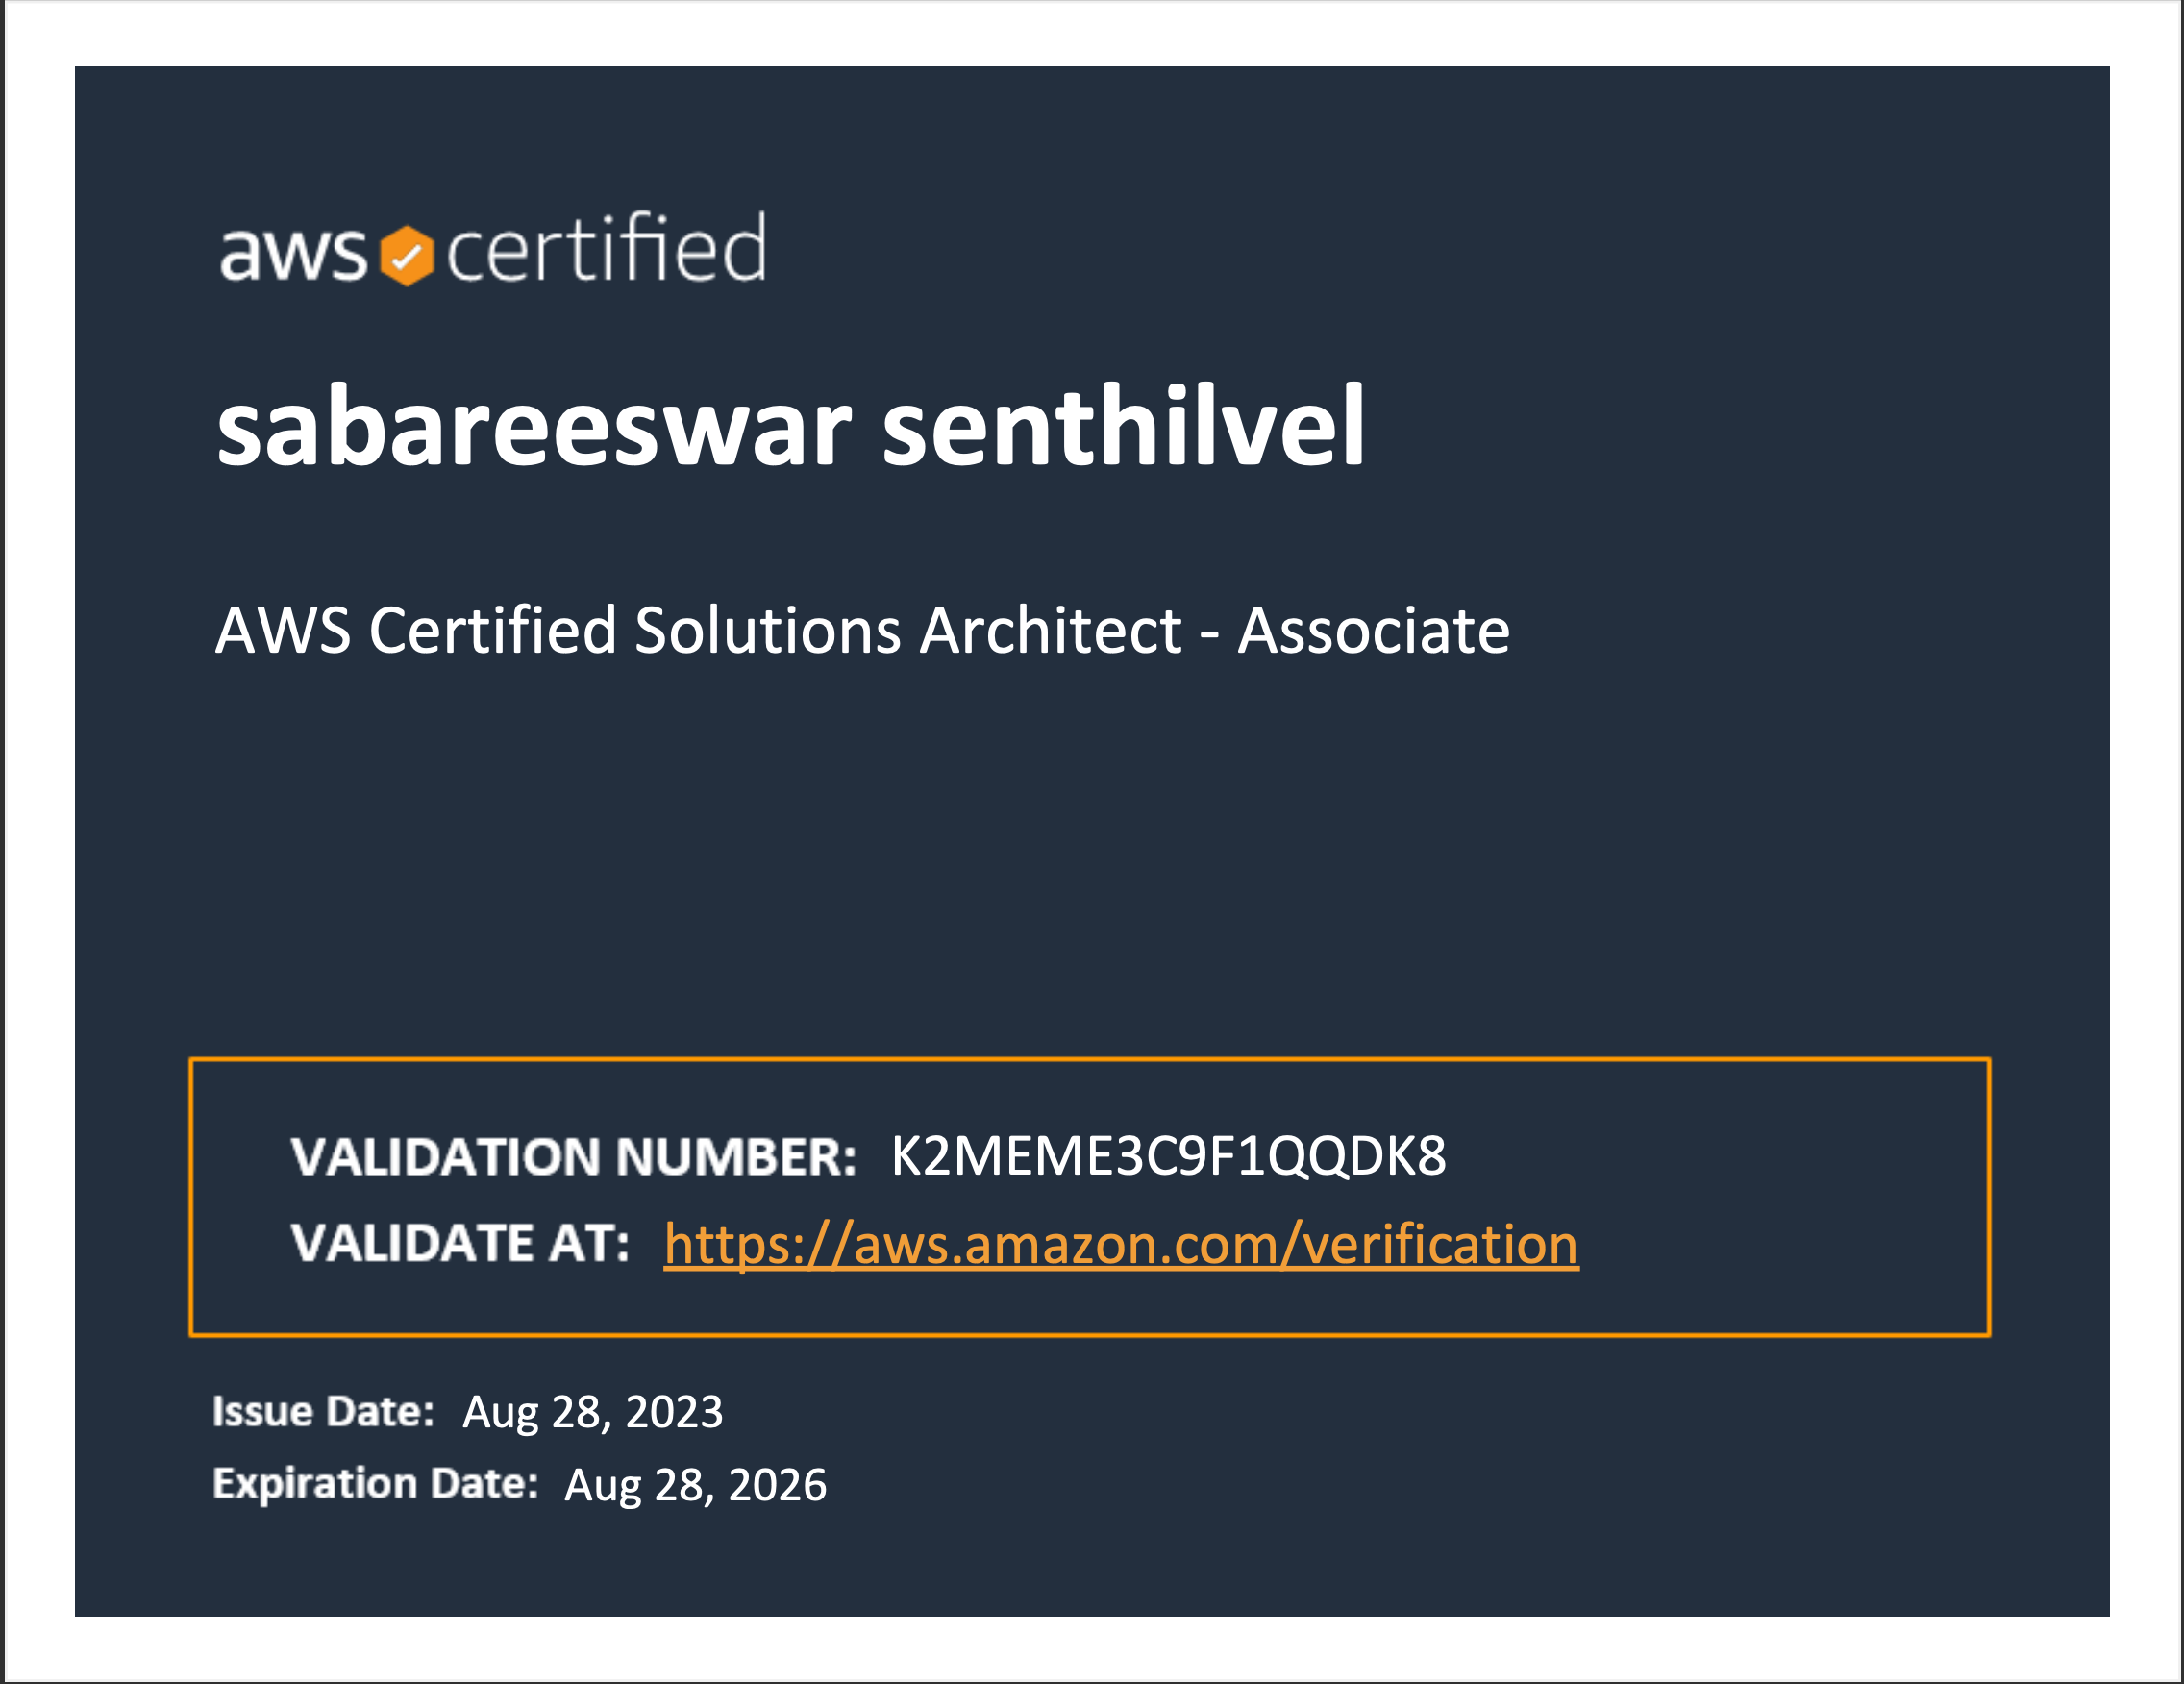 aws certified
sabareeswar senthilvel
AWS Certified Solutions Architect - Associate
VALIDATION NUMBER: K2MEME3C9F1QQDK8
VALIDATE AT: https://aws.amazon.com/verification
Issue Date: Aug 28, 2023
Expiration Date: Aug 28, 2026